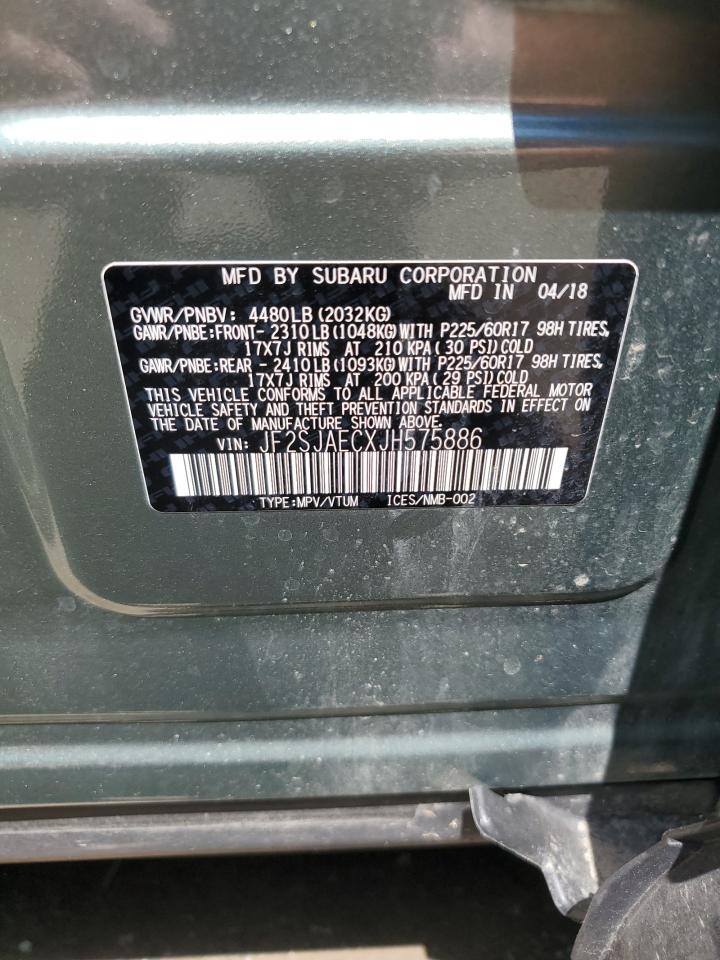 MFD BY SUBARU CORPORATION
MFD IN 04/18
GVWR/PNBV: 4480LB(2032KG)
GAWR/PNBE:FRONT- 2310LB(1048KG)WITH P225/60R17 98H TIRES,
17X7J RIMS AT 210 KPA(30 PSI)COLD
GAWR/PNBE:REAR - 2410LB(1093KG)WITH P225/60R17 98H TIRES,
17X7J RIMS AT 200 KPA(29 PSI)COLD
THIS VEHICLE CONFORMS TO ALL APPLICABLE FEDERAL MOTOR
VEHICLE SAFETY AND THEFT PREVENTION STANDARDS IN EFFECT ON
THE DATE OF MANUFACTURE SHOWN ABOVE.
VIN: JF2SJAECXJH575886
TYPE:MPV/VTUM ICES/NMB-002